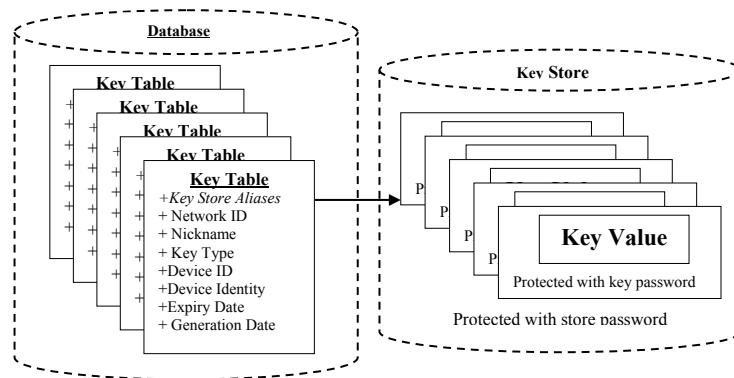 Database
Key Table
+
Key Table
+
Key Table
+
Key Table
+
Key Table
+Key Store Aliases
+ Network ID
+ Nickname
+ Key Type
+Device ID
+Device Identity
+Expiry Date
+ Generation Date
Key Store
P
P
P
P
Key Value
Protected with key password
Protected with store password